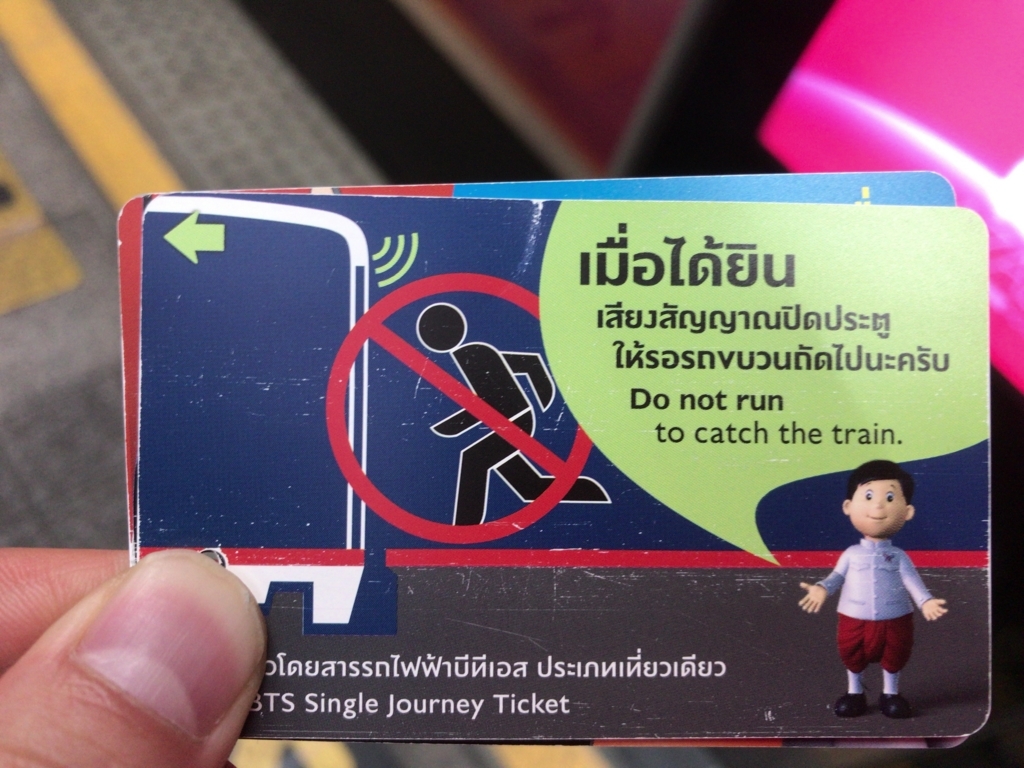 เมื่อได้ยิน
เสียงสัญญาณปิดประตู
ให้รอรถขบวนถัดไปนะครับ
Do not run
to catch the train.
โดยสารรถไฟฟ้าบีทีเอส ประเภทเที่ยวเดียว
BTS Single Journey Ticket